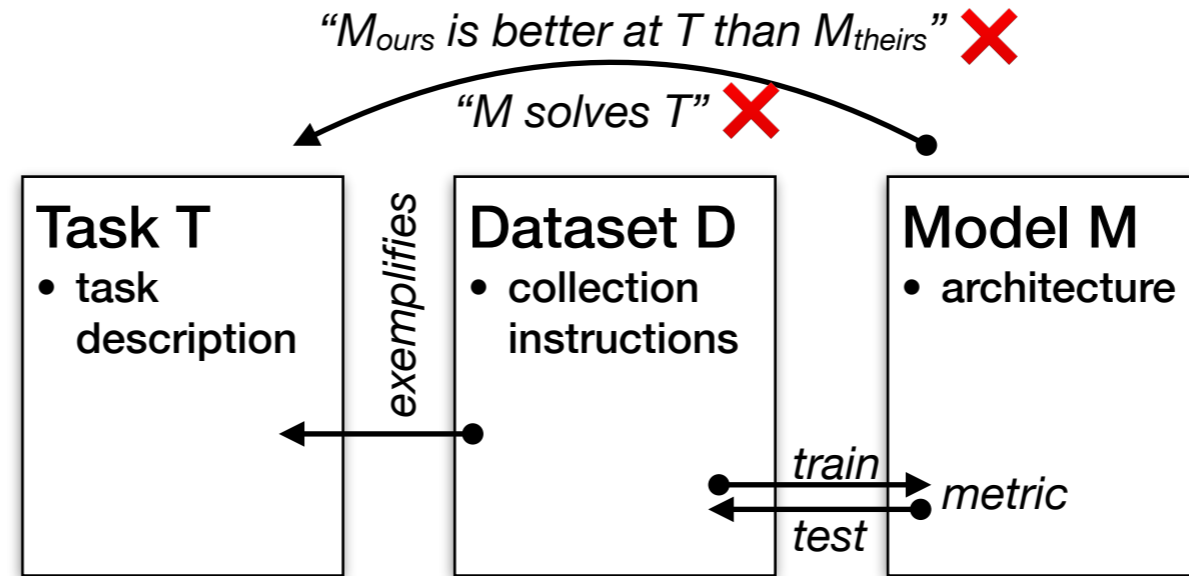 “Mours is better at T than Mtheirs”
“M solves T”
Task T
• task
description
exemplifies
Dataset D
• collection
instructions
Model M
• architecture
train
metric
test